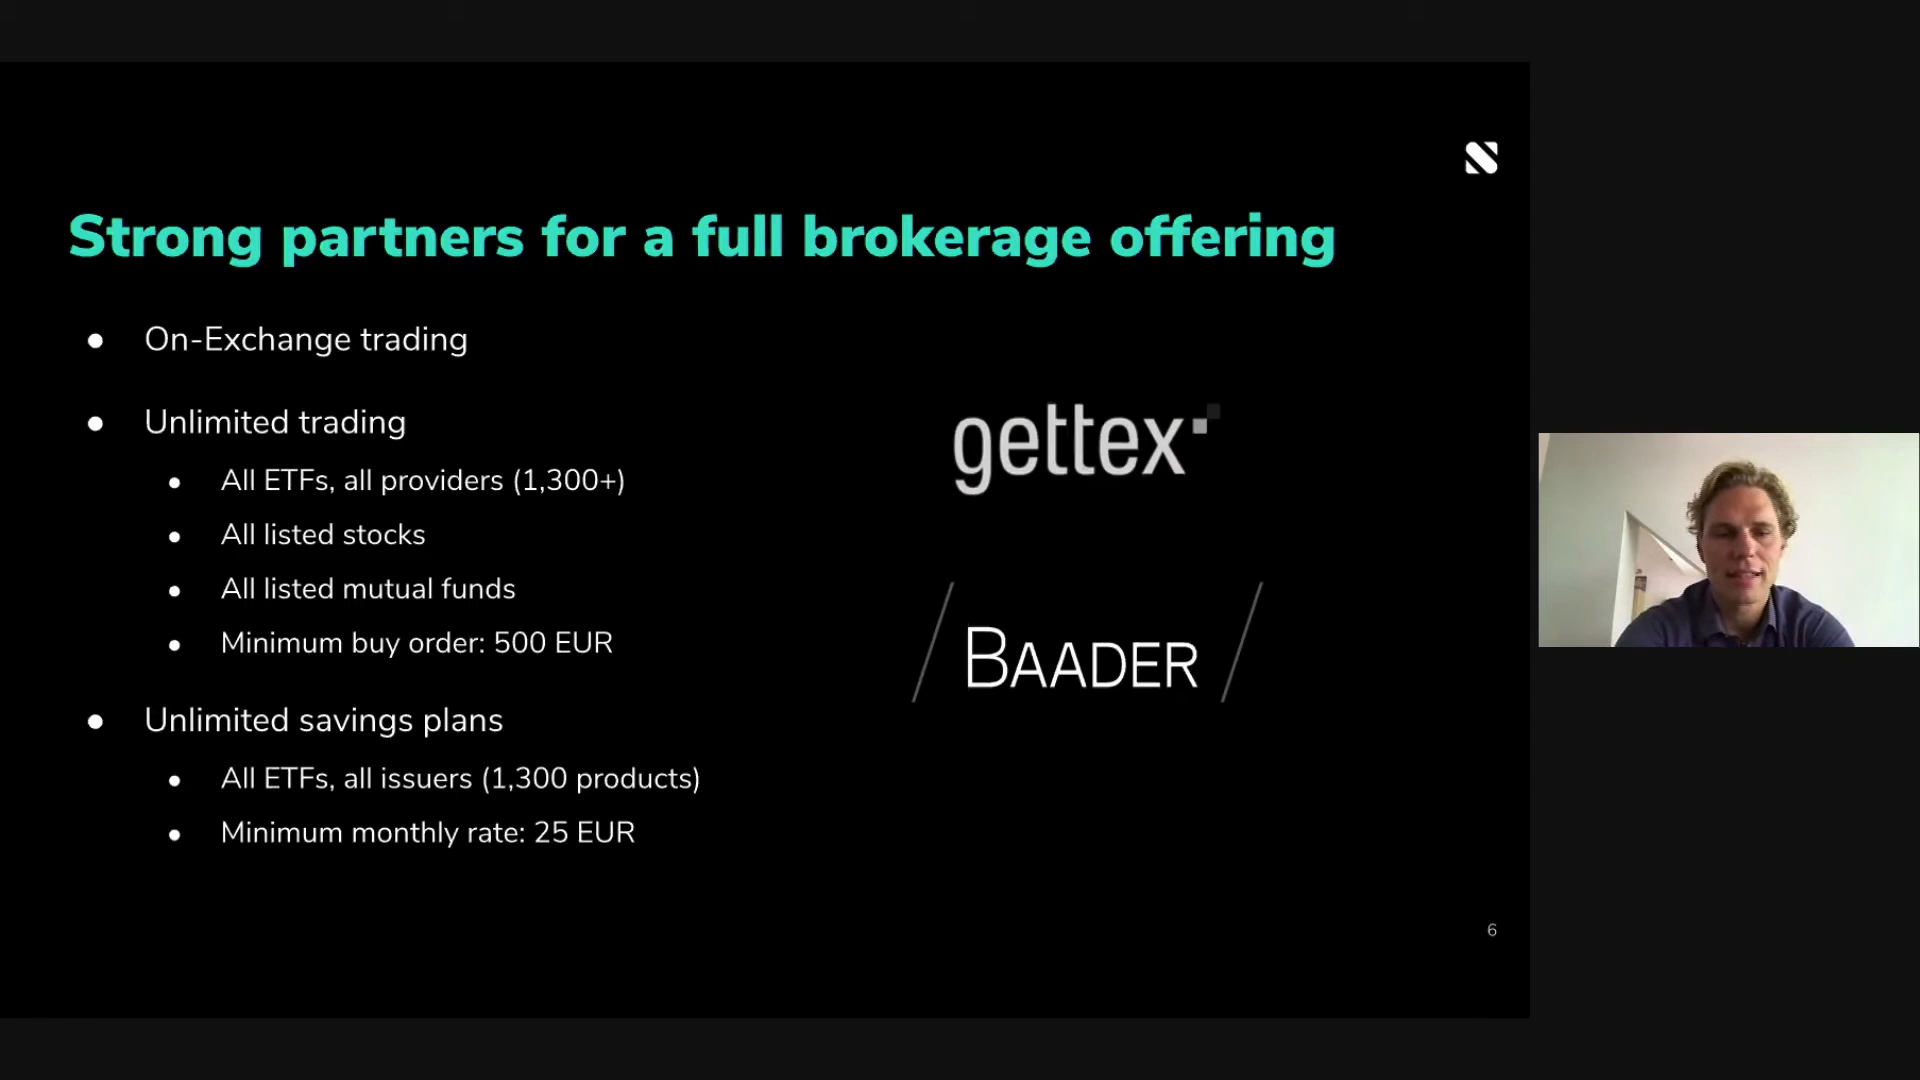 Strong partners for a full brokerage offering
● On-Exchange trading
● Unlimited trading
● All ETFs, all providers (1,300+)
● All listed stocks
● All listed mutual funds
● Minimum buy order: 500 EUR
● Unlimited savings plans
● All ETFs, all issuers (1,300 products)
● Minimum monthly rate: 25 EUR
gettex
BAADER
6